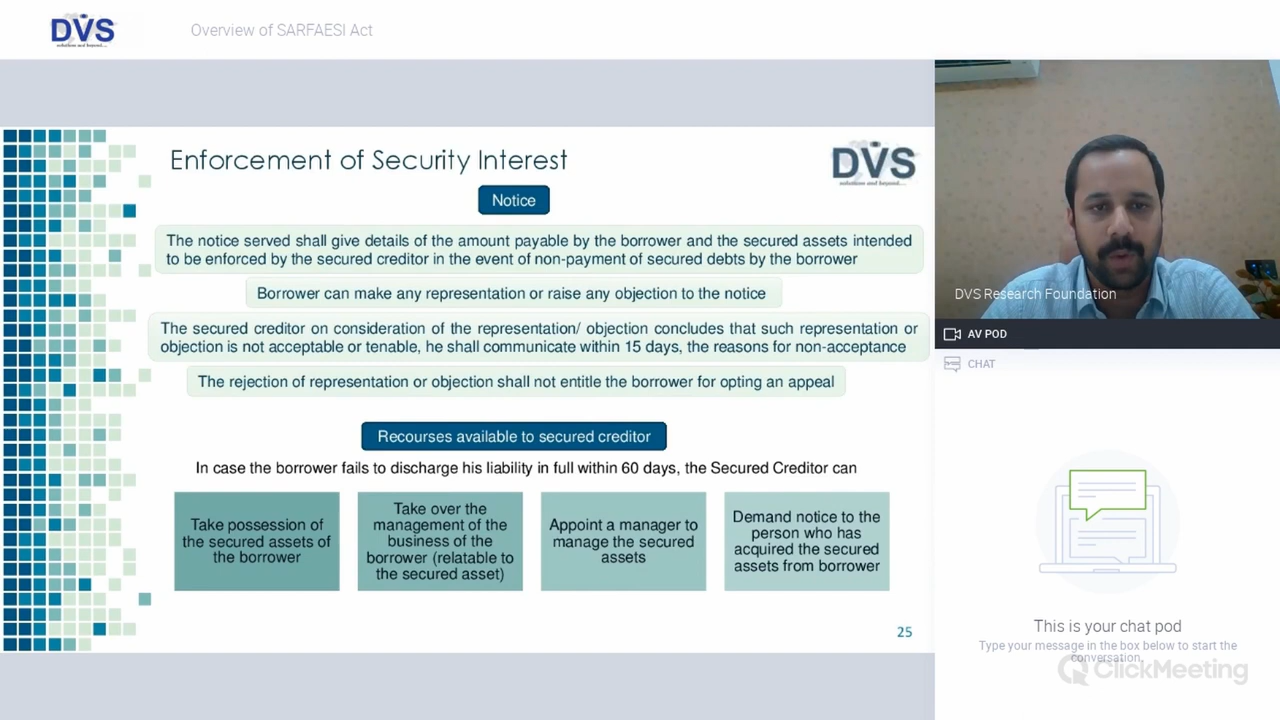 DVS
solutions and beyond....
Overview of SARFAESI Act
Enforcement of Security Interest
DVS
solutions and beyond....
Notice
The notice served shall give details of the amount payable by the borrower and the secured assets intended
to be enforced by the secured creditor in the event of non-payment of secured debts by the borrower
Borrower can make any representation or raise any objection to the notice
The secured creditor on consideration of the representation/ objection concludes that such representation or
objection is not acceptable or tenable, he shall communicate within 15 days, the reasons for non-acceptance
The rejection of representation or objection shall not entitle the borrower for opting an appeal
Recourses available to secured creditor
In case the borrower fails to discharge his liability in full within 60 days, the Secured Creditor can
Take possession of
the secured assets of
the borrower
Take over the
management of the
business of the
borrower (relatable to
the secured asset)
Appoint a manager to
manage the secured
assets
Demand notice to the
person who has
acquired the secured
assets from borrower
25
DVS Research Foundation
AV POD
CHAT
This is your chat pod
Type your message in the box below to start the
conversation.
ClickMeeting